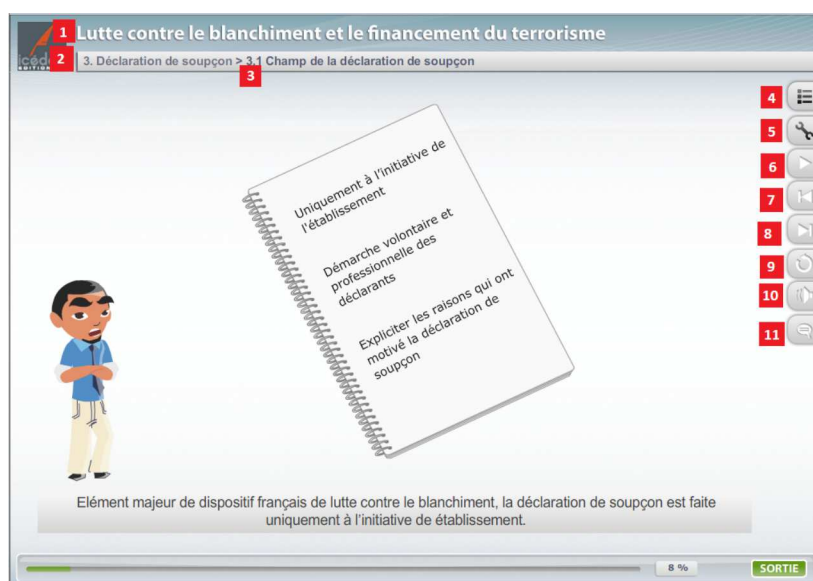 1 Lutte contre le blanchiment et le financement du terrorisme
2 3. Déclaration de soupçon > 3.1 Champ de la déclaration de soupçon
3
4
5
6
7
8
9
10
11
Uniquement à l'initiative de
l'établissement
Démarche volontaire et
professionnelle des
déclarants
Expliciter les raisons qui ont
motivé la déclaration de
soupçon
Elément majeur de dispositif français de lutte contre le blanchiment, la déclaration de soupçon est faite
uniquement à l'initiative de établissement.
8 %
SORTIE